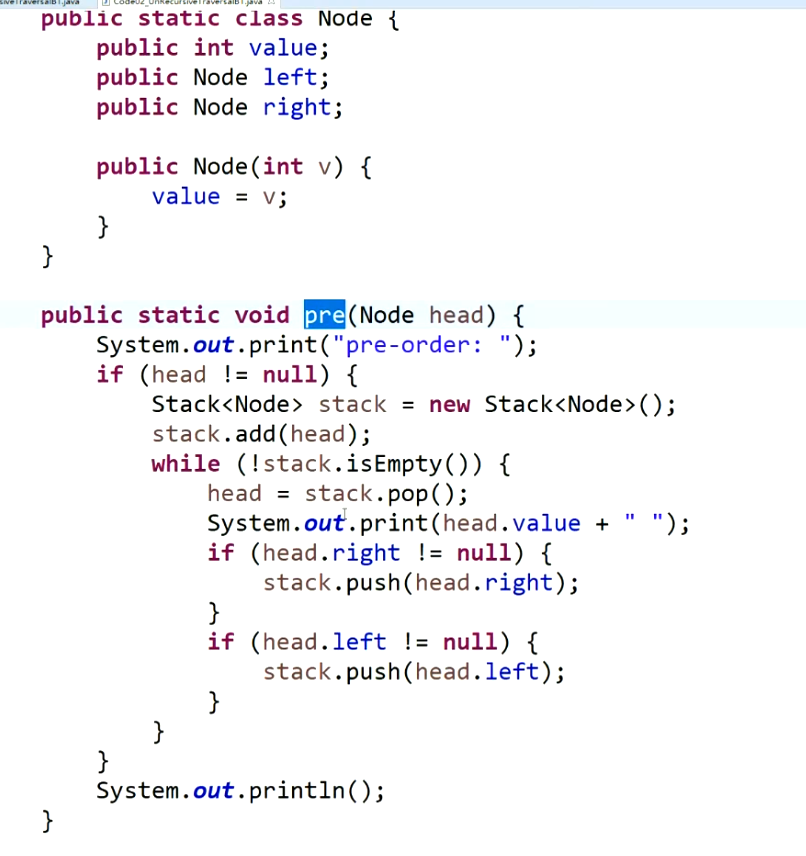 Code02_UnRecursiveTraversalBT.java
public static class Node {
    public int value;
    public Node left;
    public Node right;

    public Node(int v) {
        value = v;
    }
}

public static void pre(Node head) {
    System.out.print("pre-order: ");
    if (head != null) {
        Stack<Node> stack = new Stack<Node>();
        stack.add(head);
        while (!stack.isEmpty()) {
            head = stack.pop();
            System.out.print(head.value + " ");
            if (head.right != null) {
                stack.push(head.right);
            }
            if (head.left != null) {
                stack.push(head.left);
            }
        }
    }
    System.out.println();
}